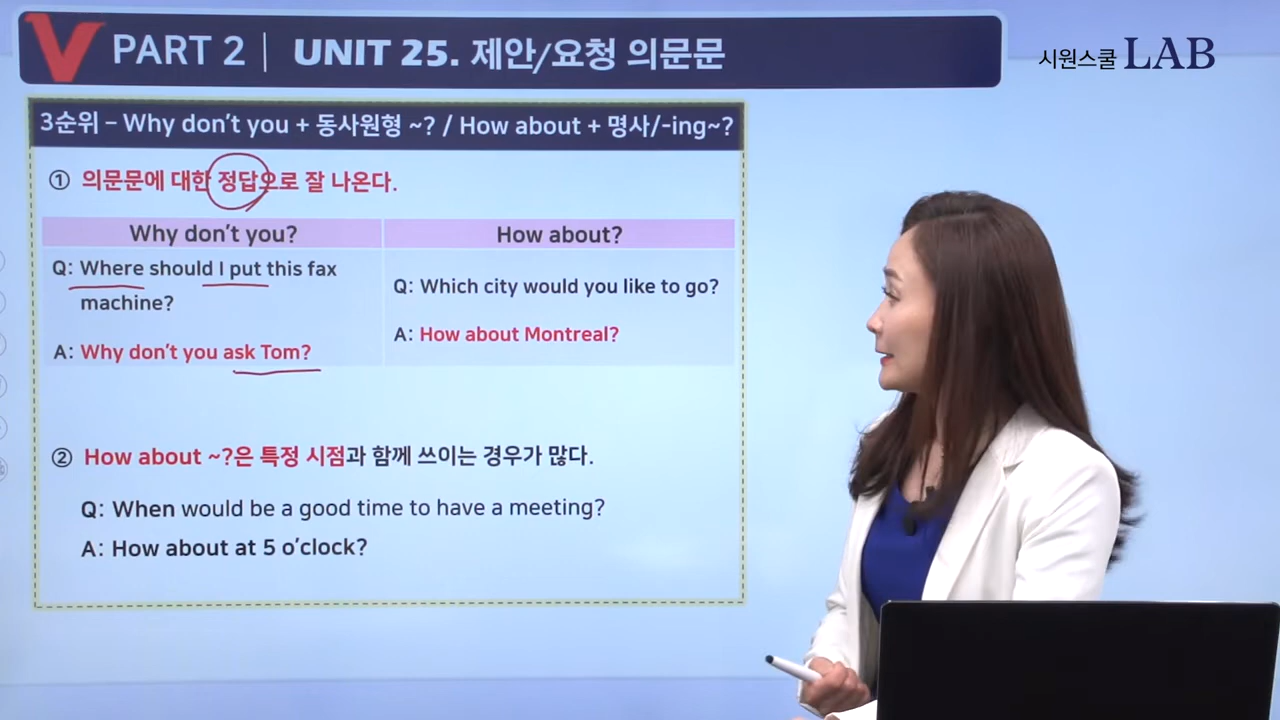 V PART 2 | UNIT 25. 제안/요청 의문문
시원스쿨 LAB
3순위 – Why don't you + 동사원형 ~? / How about + 명사/-ing~?
① 의문문에 대한 정답으로 잘 나온다.
Why don't you?
Q: Where should I put this fax
machine?
A: Why don't you ask Tom?
How about?
Q: Which city would you like to go?
A: How about Montreal?
② How about ~?은 특정 시점과 함께 쓰이는 경우가 많다.
Q: When would be a good time to have a meeting?
A: How about at 5 o'clock?